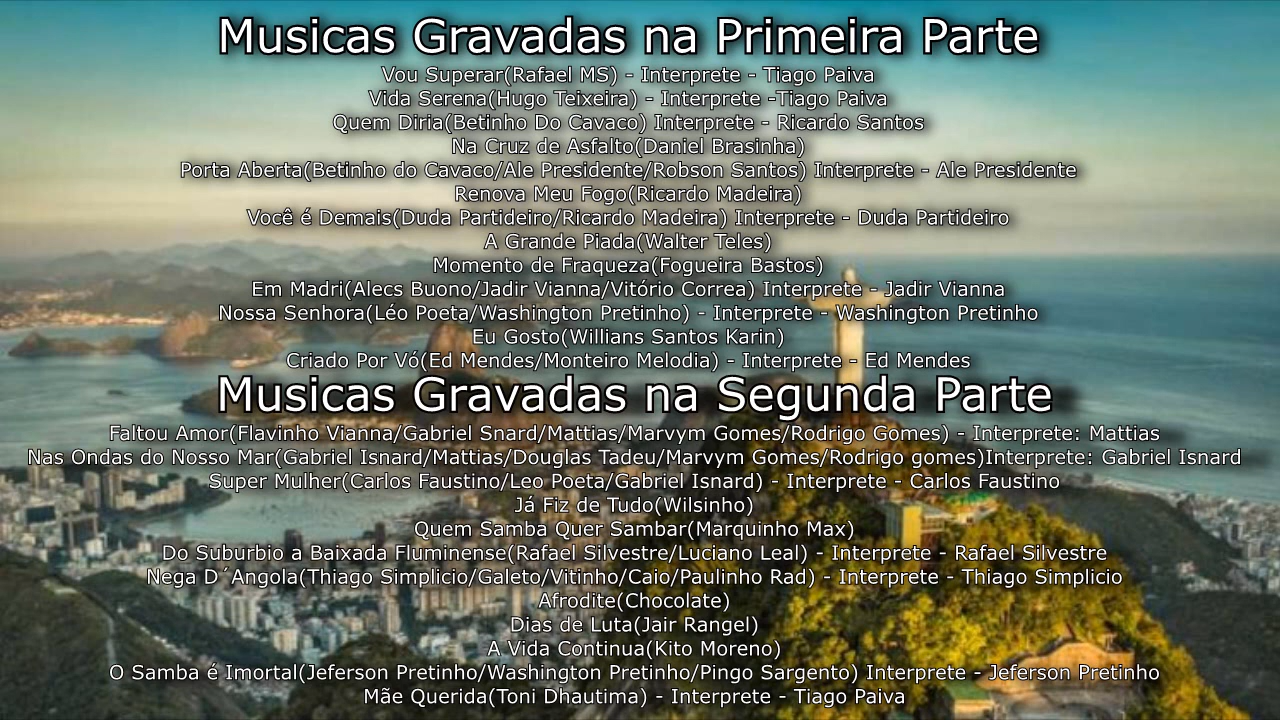 Musicas Gravadas na Primeira Parte
Vou Superar(Rafael MS) - Interprete - Tiago Paiva
Vida Serena(Hugo Teixeira) - Interprete -Tiago Paiva
Quem Diria(Betinho Do Cavaco) Interprete - Ricardo Santos
Na Cruz de Asfalto(Daniel Brasinha)
Porta Aberta(Betinho do Cavaco/Ale Presidente/Robson Santos) Interprete - Ale Presidente
Renova Meu Fogo(Ricardo Madeira)
Você é Demais(Duda Partideiro/Ricardo Madeira) Interprete - Duda Partideiro
A Grande Piada(Walter Teles)
Momento de Fraqueza(Fogueira Bastos)
Em Madri(Alecs Buono/Jadir Vianna/Vitório Correa) Interprete - Jadir Vianna
Nossa Senhora(Léo Poeta/Washington Pretinho) - Interprete - Washington Pretinho
Eu Gosto(Willians Santos Karin)
Criado Por Vó(Ed Mendes/Monteiro Melodia) - Interprete - Ed Mendes
Musicas Gravadas na Segunda Parte
Faltou Amor(Flavinho Vianna/Gabriel Snard/Mattias/Marvym Gomes/Rodrigo Gomes) - Interprete: Mattias
Nas Ondas do Nosso Mar(Gabriel Isnard/Mattias/Douglas Tadeu/Marvym Gomes/Rodrigo gomes)Interprete: Gabriel Isnard
Super Mulher(Carlos Faustino/Leo Poeta/Gabriel Isnard) - Interprete - Carlos Faustino
Já Fiz de Tudo(Wilsinho)
Quem Samba Quer Sambar(Marquinho Max)
Do Suburbio a Baixada Fluminense(Rafael Silvestre/Luciano Leal) - Interprete - Rafael Silvestre
Nega D´Angola(Thiago Simplicio/Galeto/Vitinho/Caio/Paulinho Rad) - Interprete - Thiago Simplicio
Afrodite(Chocolate)
Dias de Luta(Jair Rangel)
A Vida Continua(Kito Moreno)
O Samba é Imortal(Jeferson Pretinho/Washington Pretinho/Pingo Sargento) Interprete - Jeferson Pretinho
Mãe Querida(Toni Dhautima) - Interprete - Tiago Paiva